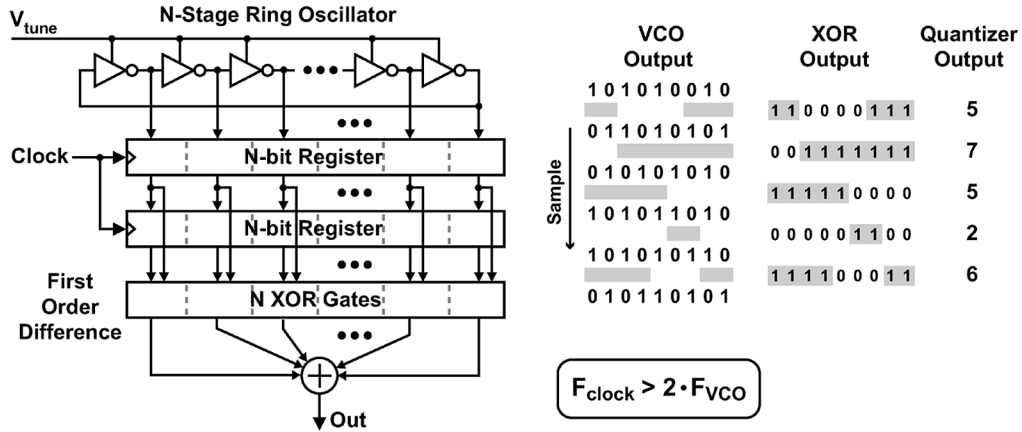 V_tune
N-Stage Ring Oscillator
Clock
N-bit Register
N-bit Register
First
Order
Difference
N XOR Gates
Out
VCO
Output
XOR
Output
Quantizer
Output
1 0 1 0 1 0 0 1 0
1 1 0 0 0 0 1 1 1
5
0 1 1 0 1 0 1 0 1
0 0 1 1 1 1 1 1 1
7
0 1 0 1 0 1 0 1 0
1 1 1 1 1 0 0 0 0
5
1 0 1 0 1 1 0 1 0
0 0 0 0 0 1 1 0 0
2
1 0 1 0 1 0 1 1 0
1 1 1 1 0 0 0 1 1
6
0 1 0 1 1 0 1 0 1
Sample
F_clock > 2 · F_VCO